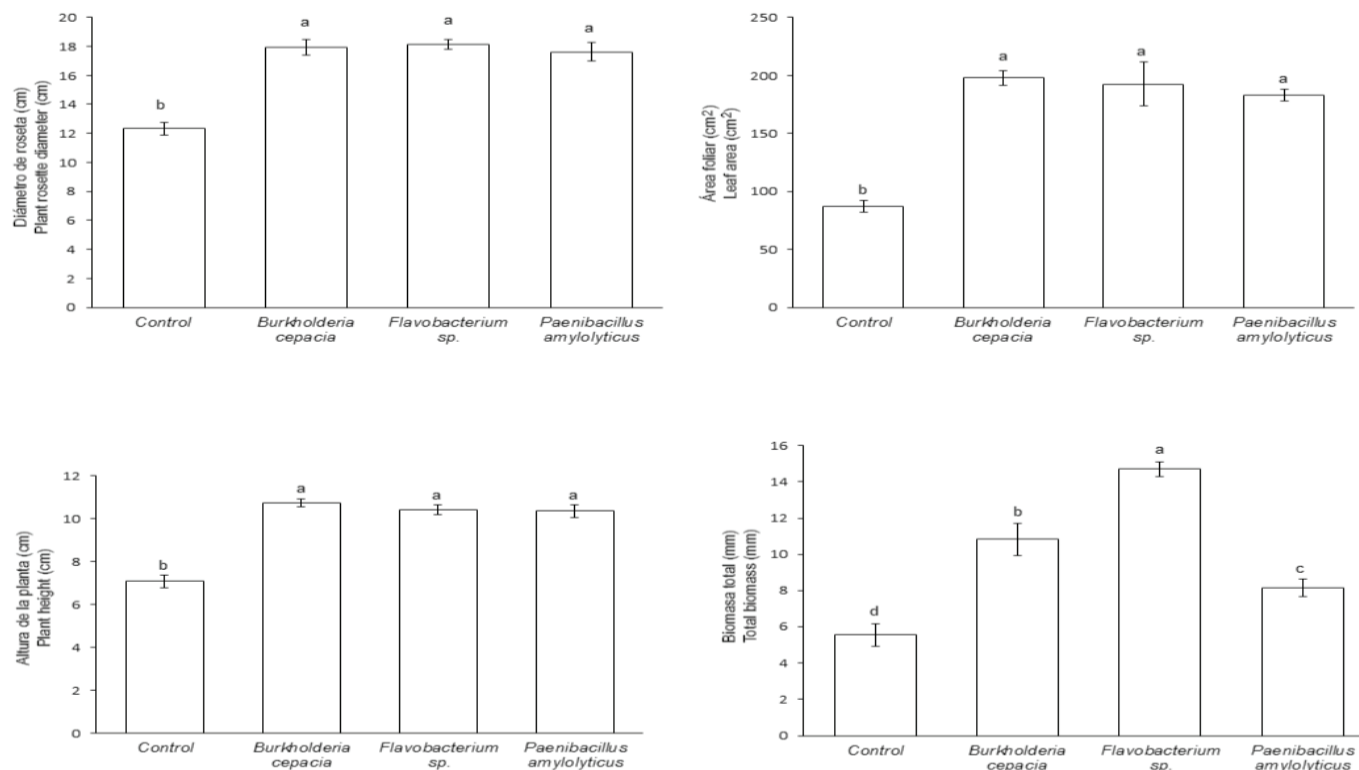 Diámetro de roseta (cm)
Plant rosette diameter (cm)
20
18
16
14
12
10
8
6
4
2
0
b
a
a
a
Control
Burkholderia
cepacia
Flavobacterium
sp.
Paenibacillus
amylolyticus
Área foliar (cm²)
Leaf area (cm²)
250
200
150
100
50
0
b
a
a
a
Control
Burkholderia
cepacia
Flavobacterium
sp.
Paenibacillus
amylolyticus
Altura de la planta (cm)
Plant height (cm)
12
10
8
6
4
2
0
b
a
a
a
Control
Burkholderia
cepacia
Flavobacterium
sp.
Paenibacillus
amylolyticus
Biomasa total (mm)
Total biomass (mm)
16
14
12
10
8
6
4
2
0
d
b
a
c
Control
Burkholderia
cepacia
Flavobacterium
sp.
Paenibacillus
amylolyticus